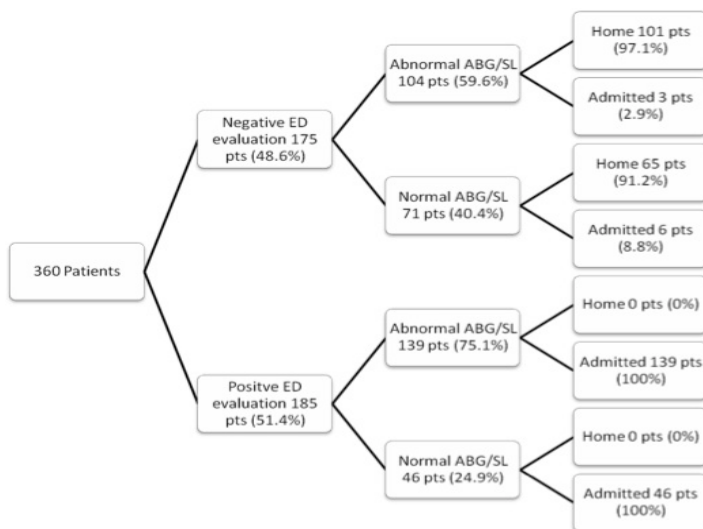 360 Patients
Negative ED
evaluation 175
pts (48.6%)
Abnormal ABG/SL
104 pts (59.6%)
Home 101 pts
(97.1%)
Admitted 3 pts
(2.9%)
Normal ABG/SL
71 pts (40.4%)
Home 65 pts
(91.2%)
Admitted 6 pts
(8.8%)
Positve ED
evaluation 185
pts (51.4%)
Abnormal ABG/SL
139 pts (75.1%)
Home 0 pts (0%)
Admitted 139 pts
(100%)
Normal ABG/SL
46 pts (24.9%)
Home 0 pts (0%)
Admitted 46 pts
(100%)